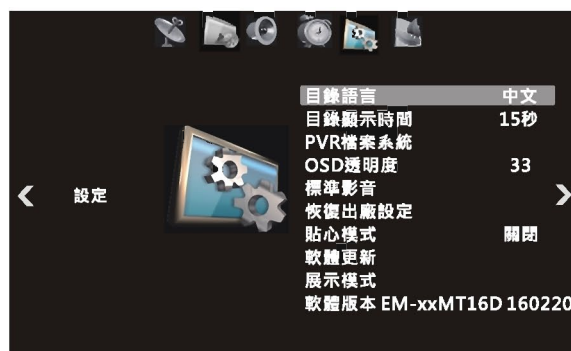 設定
目錄語言 中文
目錄顯示時間 15秒
PVR檔案系統
OSD透明度 33
標準影音
恢復出廠設定
貼心模式 關閉
軟體更新
展示模式
軟體版本 EM-xxMT16D 160220